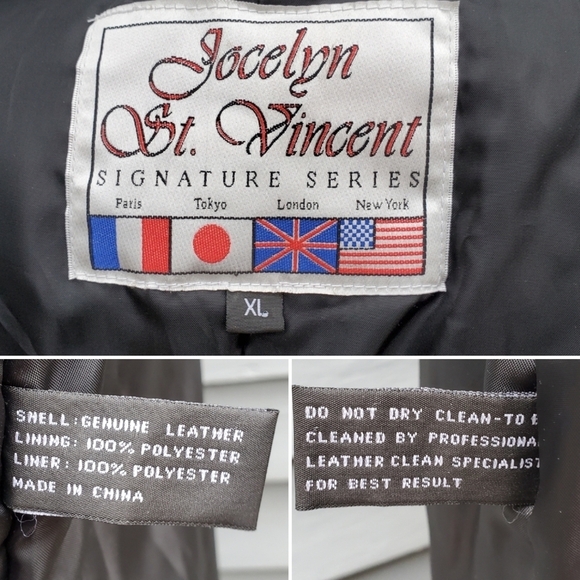 Jocelyn
St. Vincent
SIGNATURE SERIES
Paris Tokyo London New York
XL
SHELL: GENUINE LEATHER
LINING: 100% POLYESTER
LINER: 100% POLYESTER
MADE IN CHINA
DO NOT DRY CLEAN-TO
CLEANED BY PROFESSIONA
LEATHER CLEAN SPECIALIST
FOR BEST RESULT